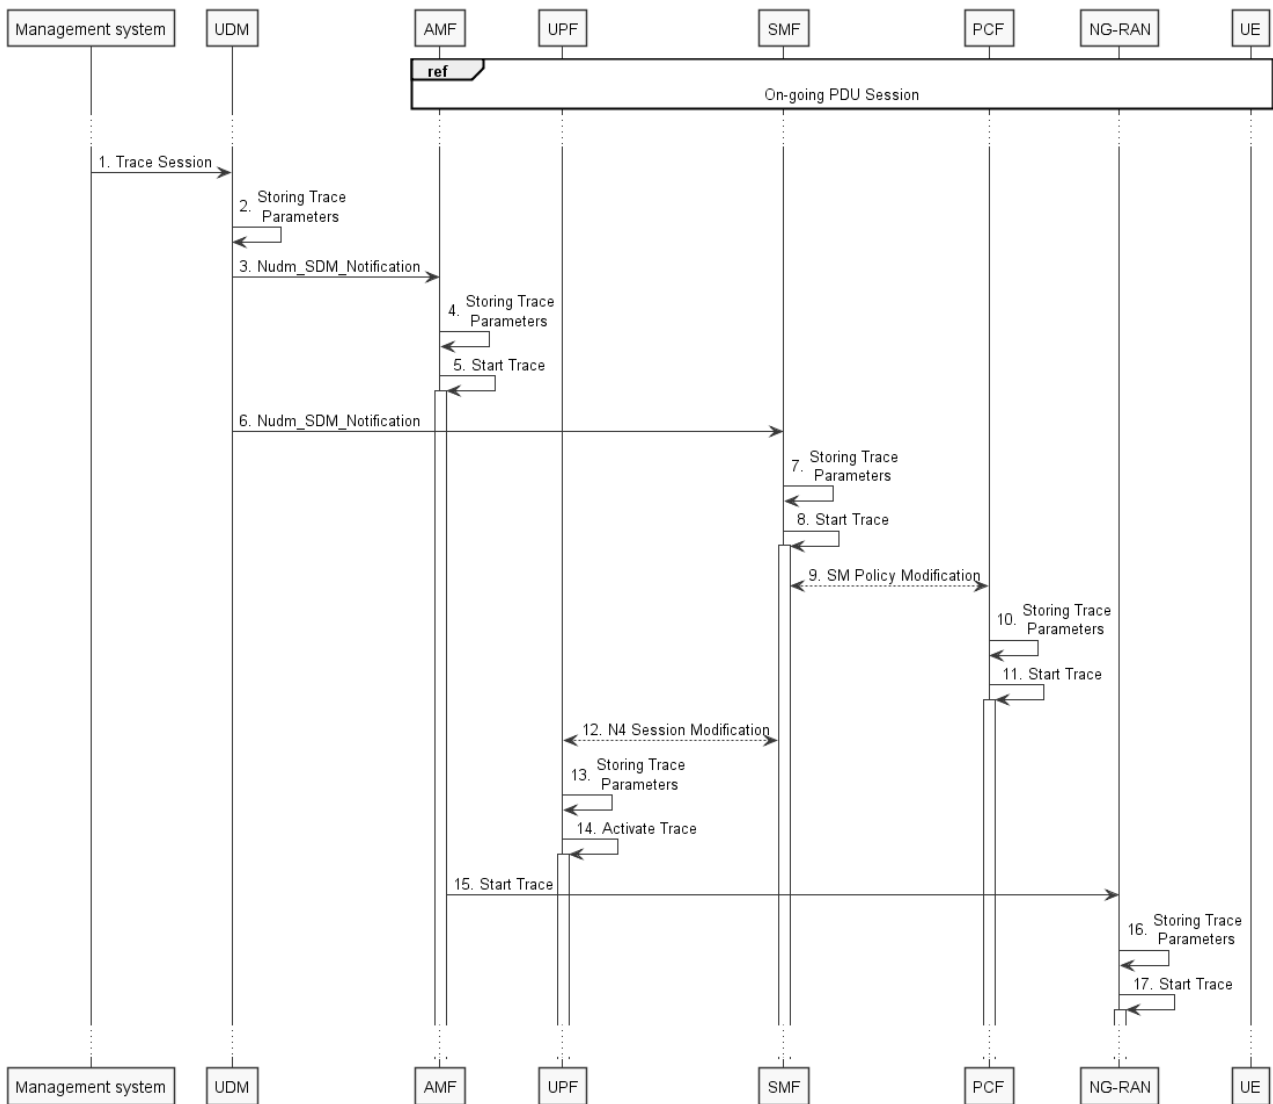 Management system
UDM
AMF
UPF
SMF
PCF
NG-RAN
UE
ref
On-going PDU Session
1. Trace Session
2. Storing Trace
Parameters
3. Nudm_SDM_Notification
4. Storing Trace
Parameters
5. Start Trace
6. Nudm_SDM_Notification
7. Storing Trace
Parameters
8. Start Trace
9. SM Policy Modification
10. Storing Trace
Parameters
11. Start Trace
12. N4 Session Modification
13. Storing Trace
Parameters
14. Activate Trace
15. Start Trace
16. Storing Trace
Parameters
17. Start Trace
Management system
UDM
AMF
UPF
SMF
PCF
NG-RAN
UE